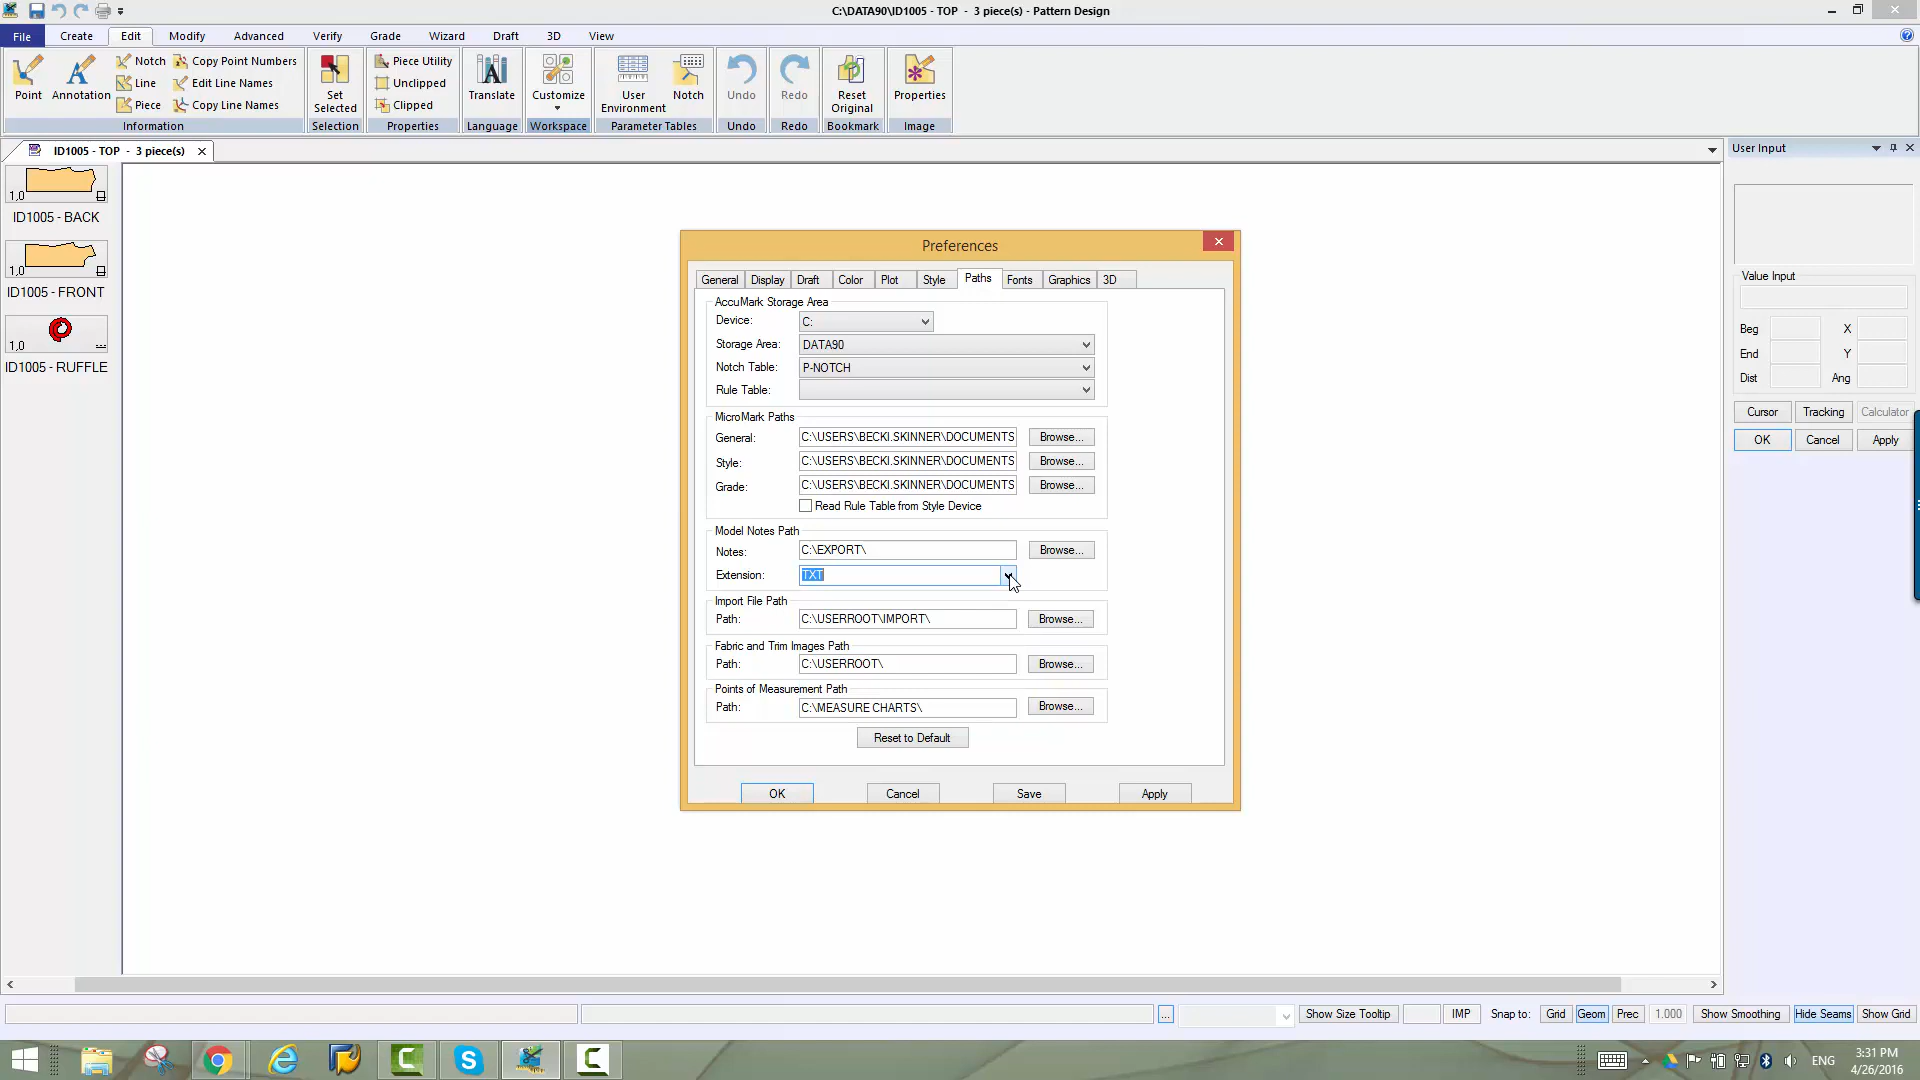 C:\DATA90\ID1005 - TOP  -  3 piece(s) - Pattern Design
File Create Edit Modify Advanced Verify Grade Wizard Draft 3D View
Point
Annotation
Notch
Line
Piece
Copy Point Numbers
Edit Line Names
Copy Line Names
Information
Set Selected
Selection
Piece Utility
Unclipped
Clipped
Properties
Translate
Language
Customize
Workspace
User Environment
Notch
Parameter Tables
Undo
Undo
Redo
Redo
Reset Original
Bookmark
Properties
Image
ID1005 - TOP  -  3 piece(s)
1,0
ID1005 - BACK
1,0
ID1005 - FRONT
1,0
ID1005 - RUFFLE
Preferences
General Display Draft Color Plot Style Paths Fonts Graphics 3D
AccuMark Storage Area
Device: C:
Storage Area: DATA90
Notch Table: P-NOTCH
Rule Table:
MicroMark Paths
General: C:\USERS\BECKI.SKINNER\DOCUMENTS Browse...
Style: C:\USERS\BECKI.SKINNER\DOCUMENTS Browse...
Grade: C:\USERS\BECKI.SKINNER\DOCUMENTS Browse...
Read Rule Table from Style Device
Model Notes Path
Notes: C:\EXPORT\ Browse...
Extension: TXT
Import File Path
Path: C:\USERROOT\IMPORT\ Browse...
Fabric and Trim Images Path
Path: C:\USERROOT\ Browse...
Points of Measurement Path
Path: C:\MEASURE CHARTS\ Browse...
Reset to Default
OK Cancel Save Apply
User Input
Value Input
Beg X
End Y
Dist Ang
Cursor Tracking Calculator
OK Cancel Apply
... Show Size Tooltip IMP Snap to: Grid Geom Prec 1.000 Show Smoothing Hide Seams Show Grid
ENG
3:31 PM
4/26/2016